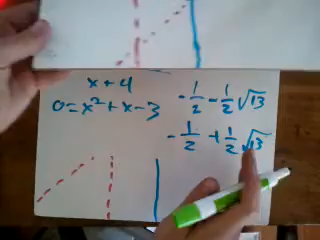 x+4
0=x²+x-3
-1/2 - 1/2 √13
-1/2 + 1/2 √13